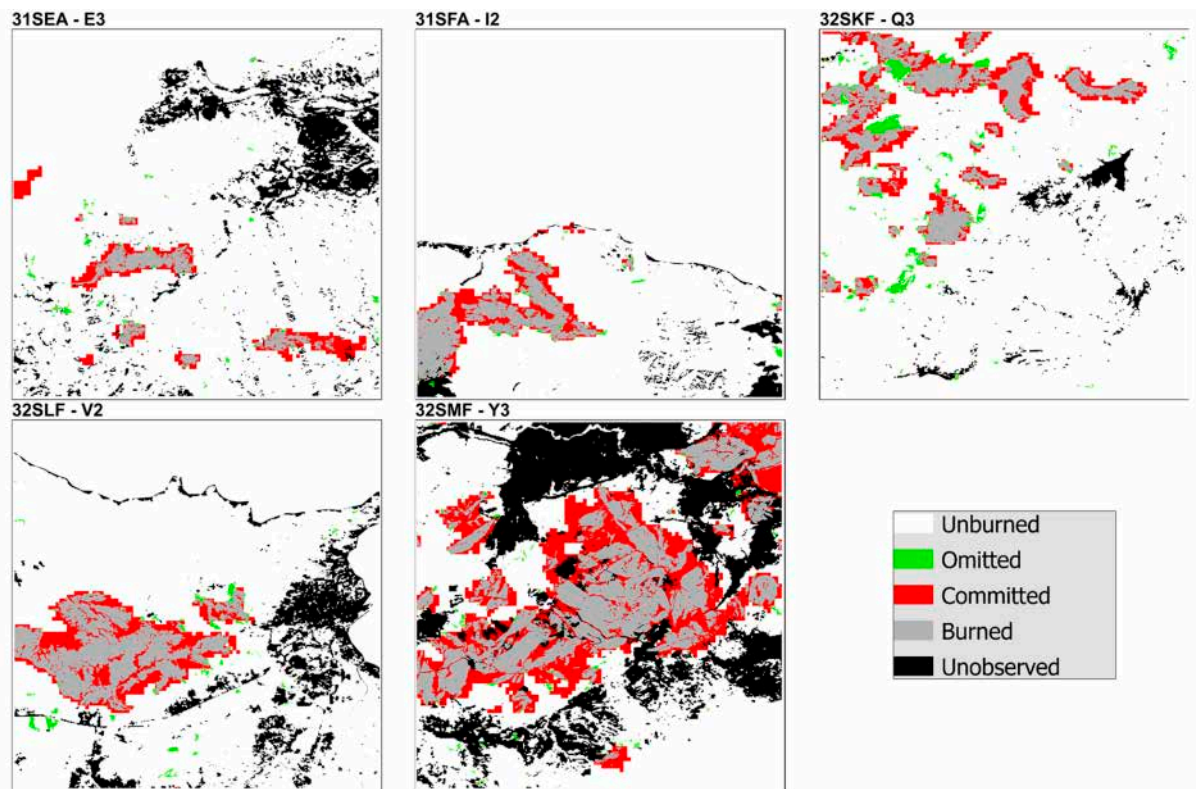 31SEA - E3
31SFA - I2
32SKF - Q3
32SLF - V2
32SMF - Y3
Unburned
Omitted
Committed
Burned
Unobserved